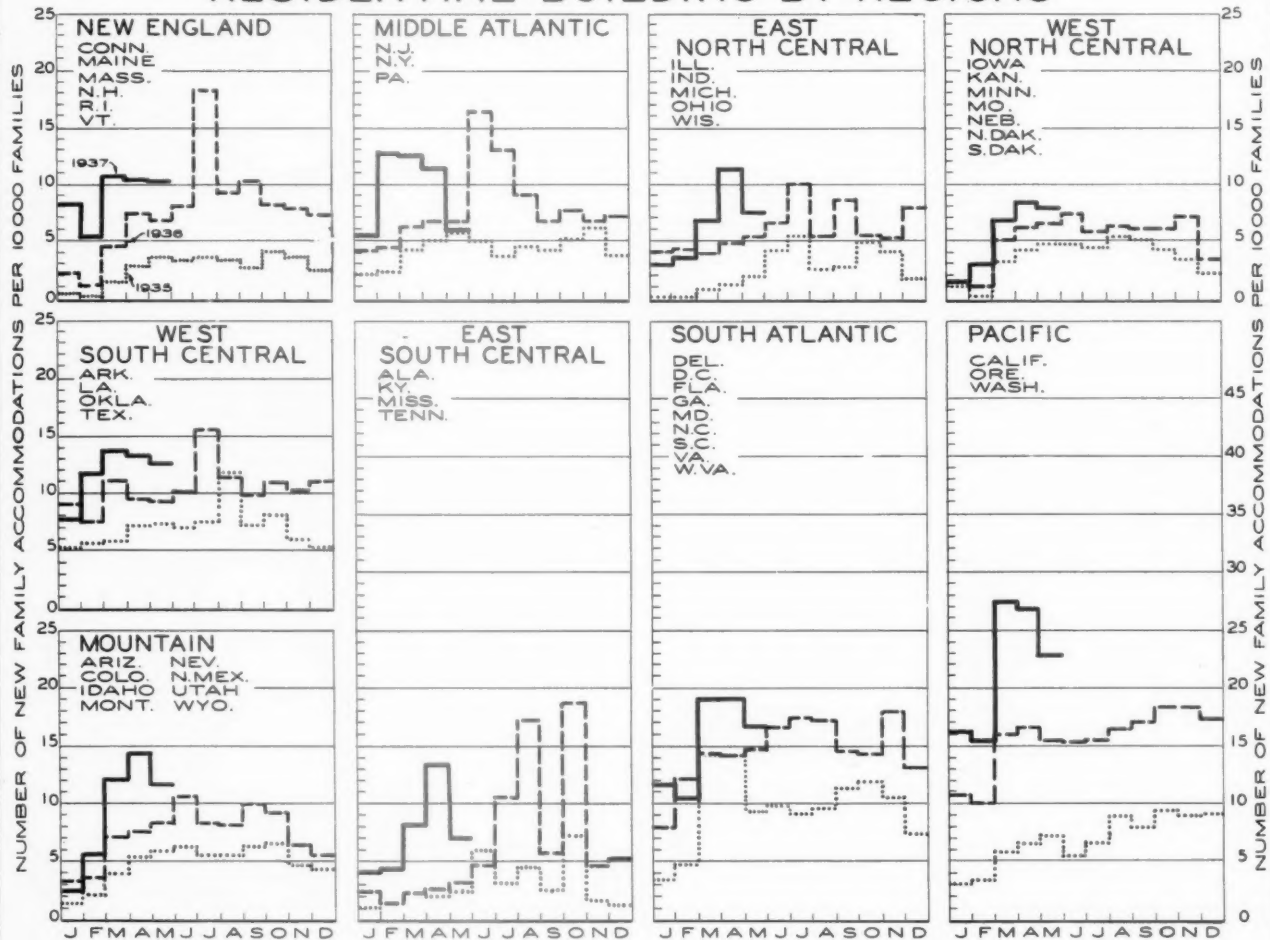 RESIDENTIAL BUILDING BY REGIONS
NUMBER OF NEW FAMILY ACCOMMODATIONS PER 10000 FAMILIES
25
20
15
10
5
0
NEW ENGLAND
CONN.
MAINE
MASS.
N.H.
R.I.
VT.
1937
1936
1935
MIDDLE ATLANTIC
N.J.
N.Y.
PA.
EAST
NORTH CENTRAL
ILL.
IND.
MICH.
OHIO
WIS.
WEST
NORTH CENTRAL
IOWA
KAN.
MINN.
MO.
NEB.
N.DAK.
S.DAK.
25
20
15
10
5
0
25
20
15
10
5
0
WEST
SOUTH CENTRAL
ARK.
LA.
OKLA.
TEX.
EAST
SOUTH CENTRAL
ALA.
KY.
MISS.
TENN.
SOUTH ATLANTIC
DEL.
D.C.
FLA.
GA.
MD.
N.C.
S.C.
VA.
W.VA.
PACIFIC
CALIF.
ORE.
WASH.
45
40
35
30
25
20
15
10
5
0
NUMBER OF NEW FAMILY ACCOMMODATIONS PER 10000 FAMILIES
25
20
15
10
5
0
MOUNTAIN
ARIZ. NEV.
COLO. N.MEX.
IDAHO UTAH
MONT. WYO.
J F M A M J J A S O N D
J F M A M J J A S O N D
J F M A M J J A S O N D
J F M A M J J A S O N D